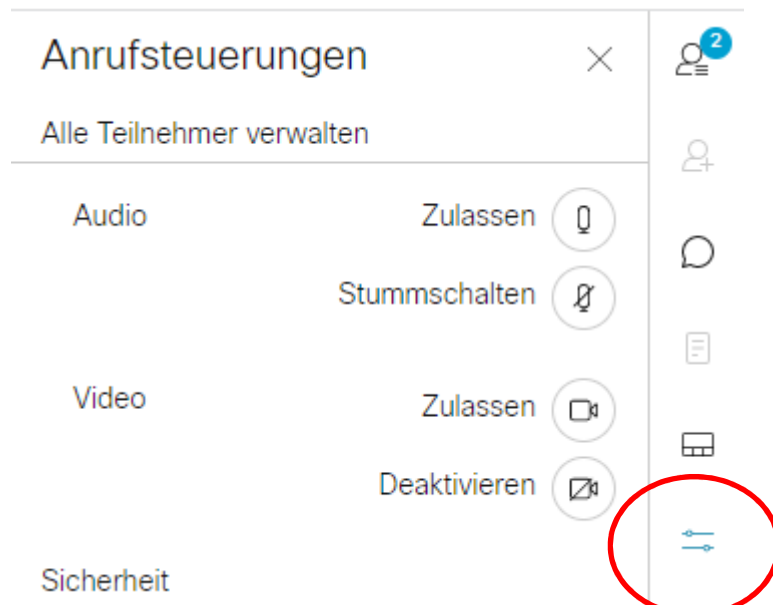 Anrufsteuerungen
2
Alle Teilnehmer verwalten
Audio Zulassen
Stummschalten
Video Zulassen
Deaktivieren
Sicherheit